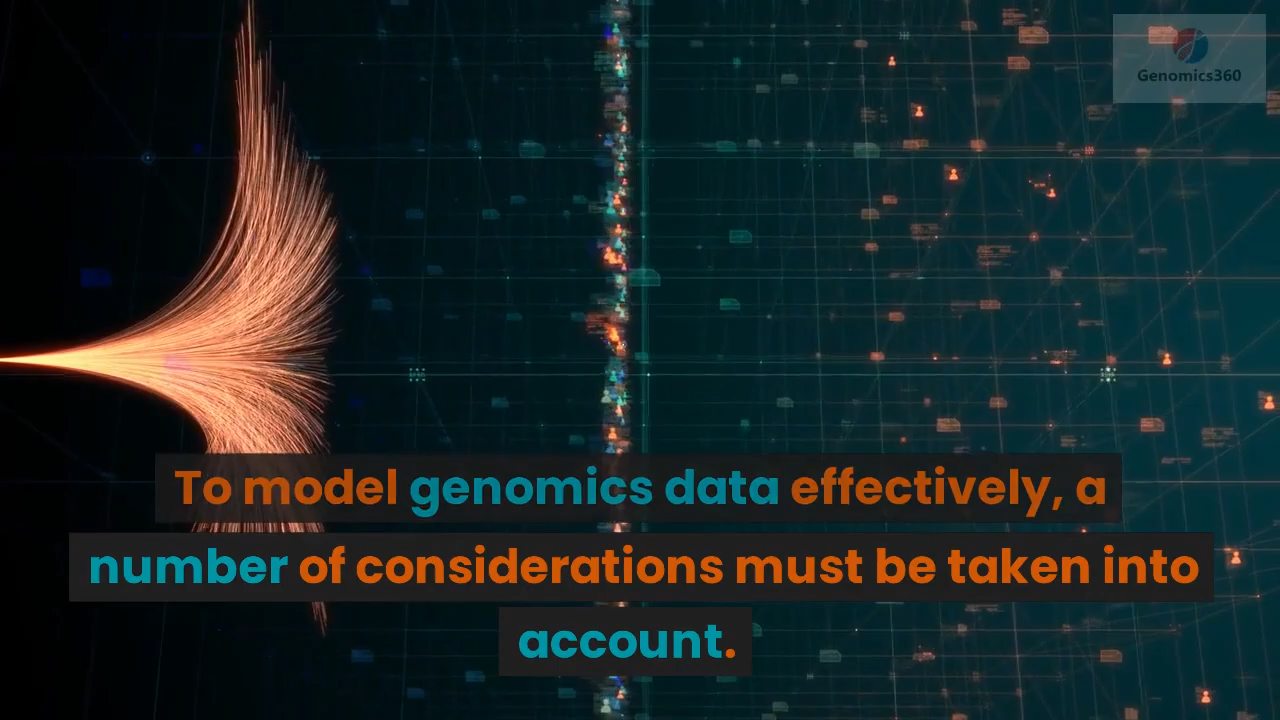 Genomics360
To model genomics data effectively, a
number of considerations must be taken into
account.